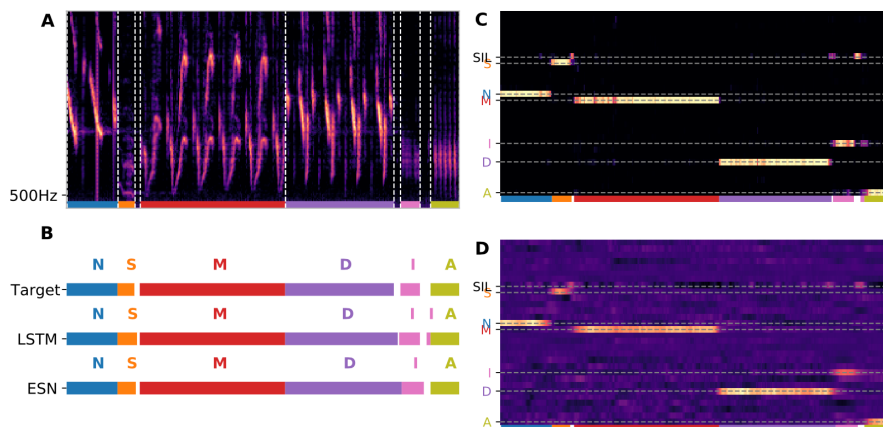 A
500Hz
B
N S M D I A
Target
N S M D I I A
LSTM
N S M D I A
ESN
C
SIL
S
N
M
I
D
A
D
SIL
S
N
M
I
D
A